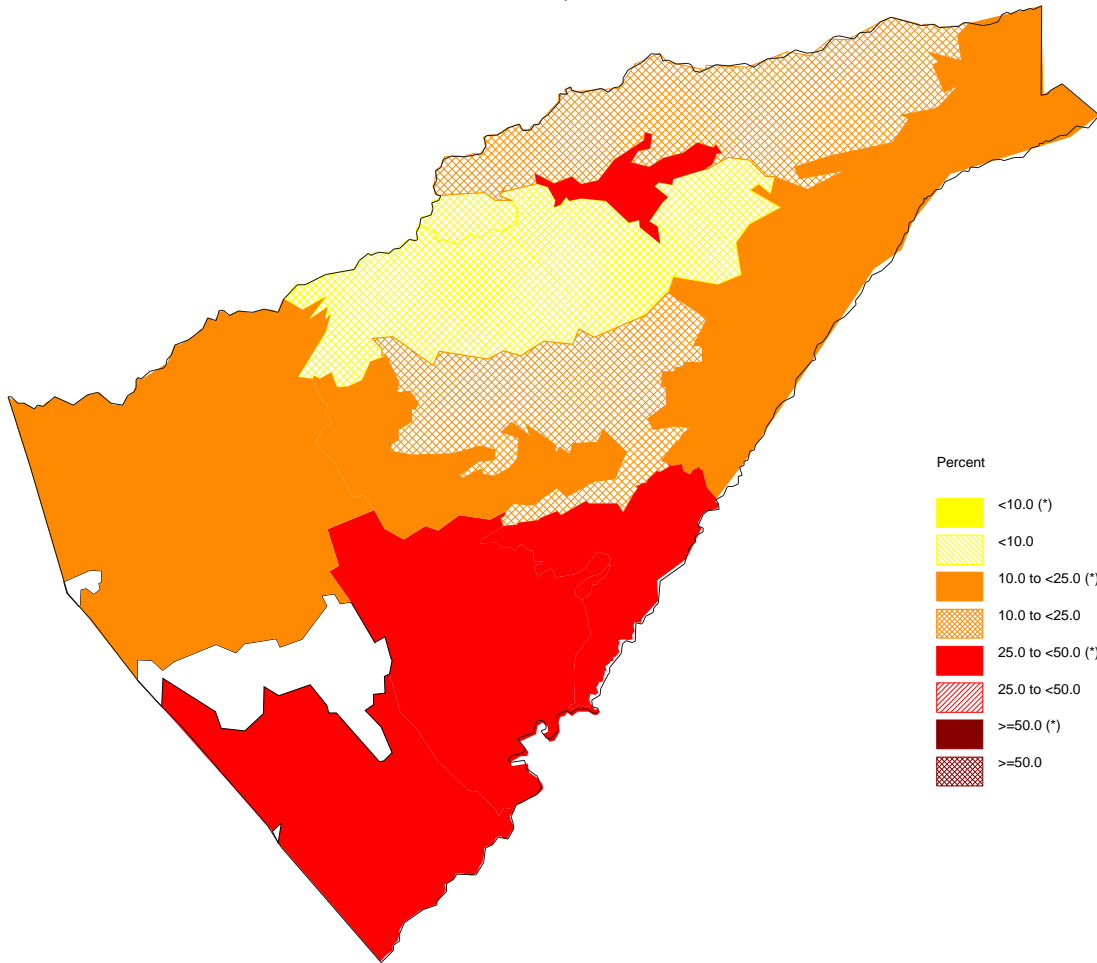 Percent
<10.0 (*)
<10.0
10.0 to <25.0 (*)
10.0 to <25.0
25.0 to <50.0 (*)
25.0 to <50.0
>=50.0 (*)
>=50.0